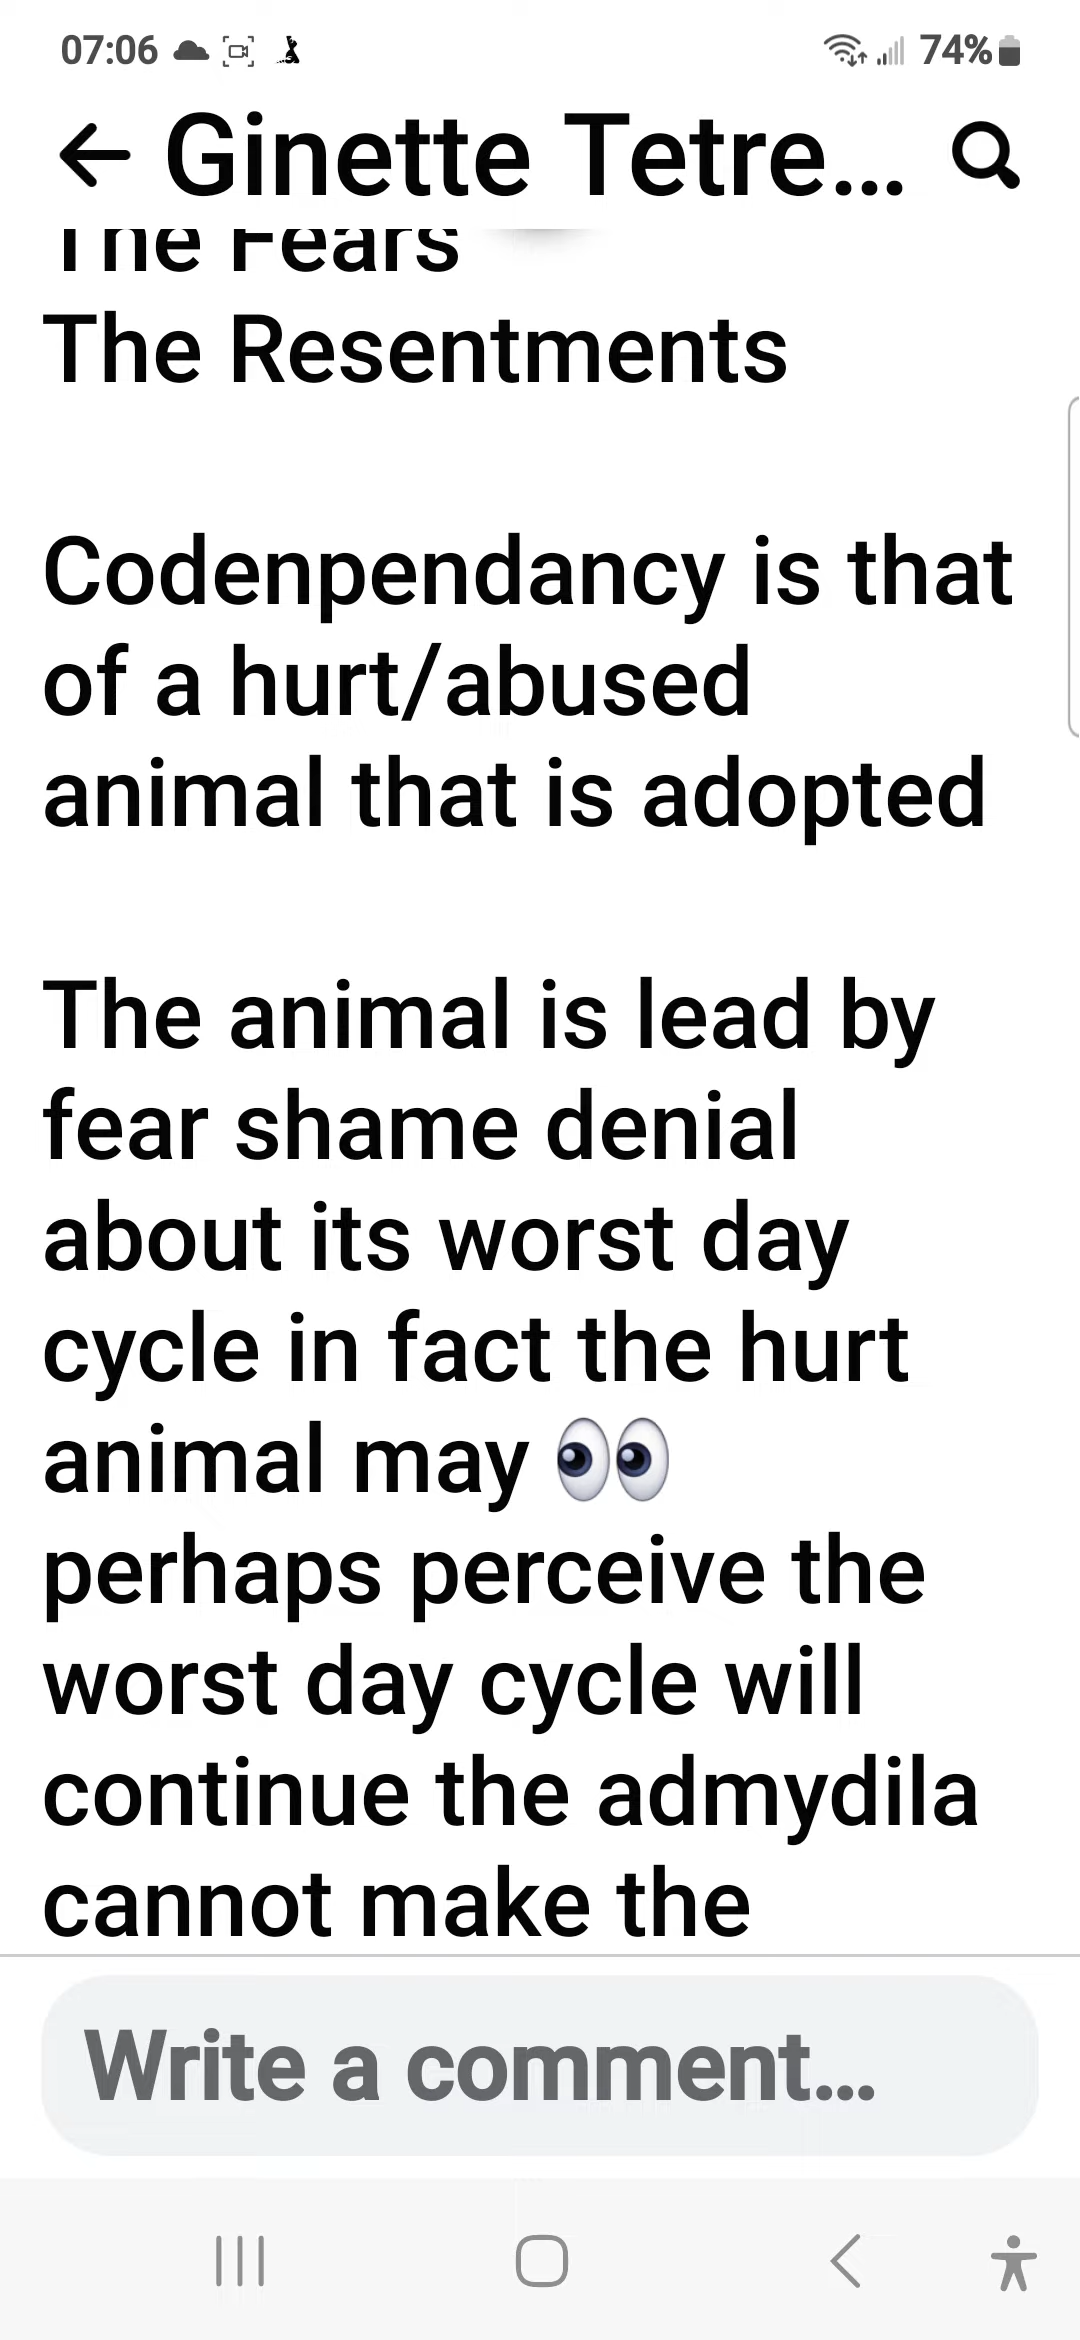 07:06
74%
Ginette Tetre...
The Fears
The Resentments
Codenpendancy is that
of a hurt/abused
animal that is adopted
The animal is lead by
fear shame denial
about its worst day
cycle in fact the hurt
animal may 👀
perhaps perceive the
worst day cycle will
continue the admydila
cannot make the
Write a comment...